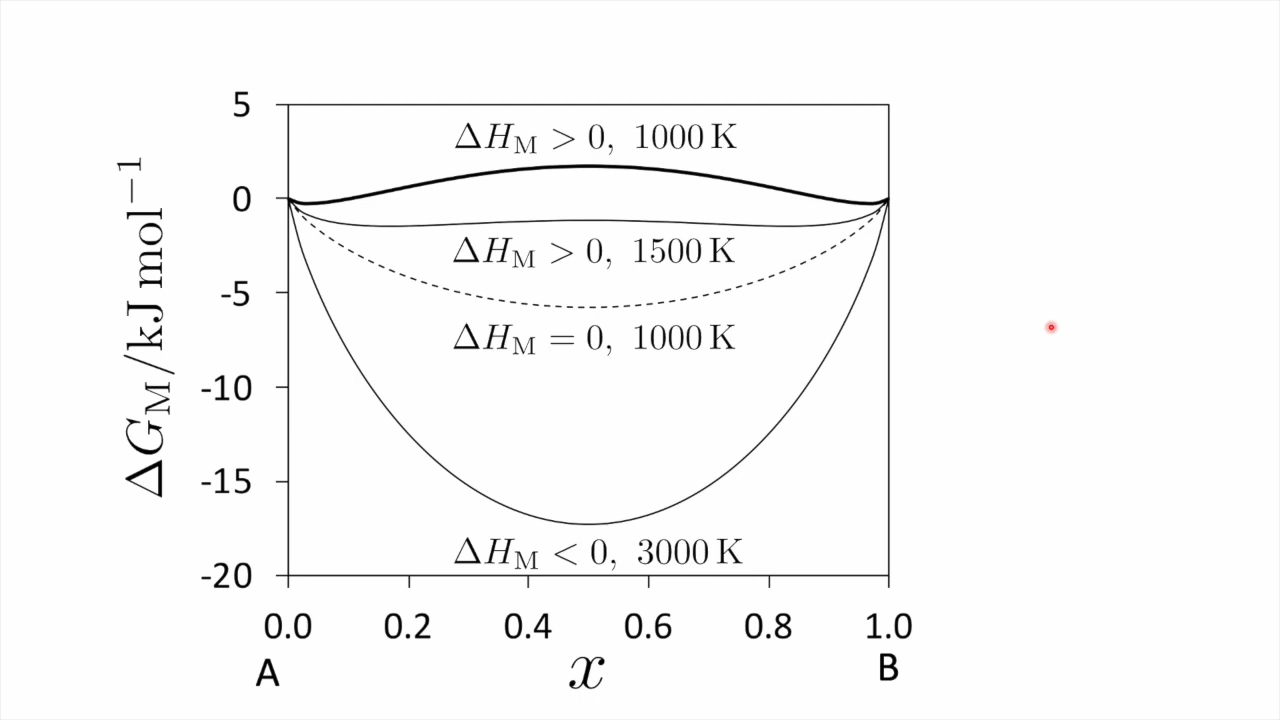 5
ΔH_M > 0, 1000 K
0
ΔH_M > 0, 1500 K
-5
ΔH_M = 0, 1000 K
-10
-15
ΔH_M < 0, 3000 K
-20
ΔG_M/kJ mol⁻¹
0.0 0.2 0.4 0.6 0.8 1.0
A x B